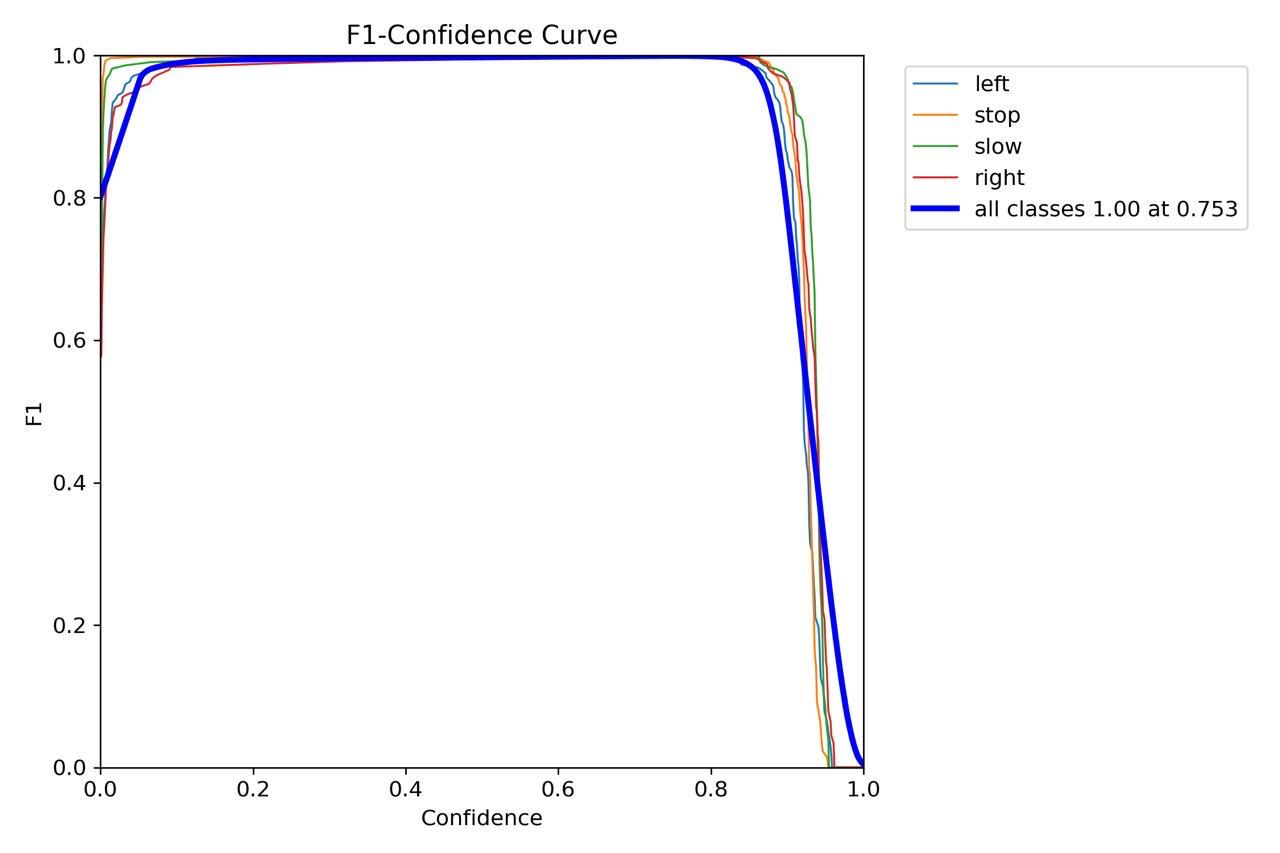 F1-Confidence Curve
1.0
0.8
0.6
0.4
0.2
0.0
F1
0.0 0.2 0.4 0.6 0.8 1.0
Confidence
left
stop
slow
right
all classes 1.00 at 0.753